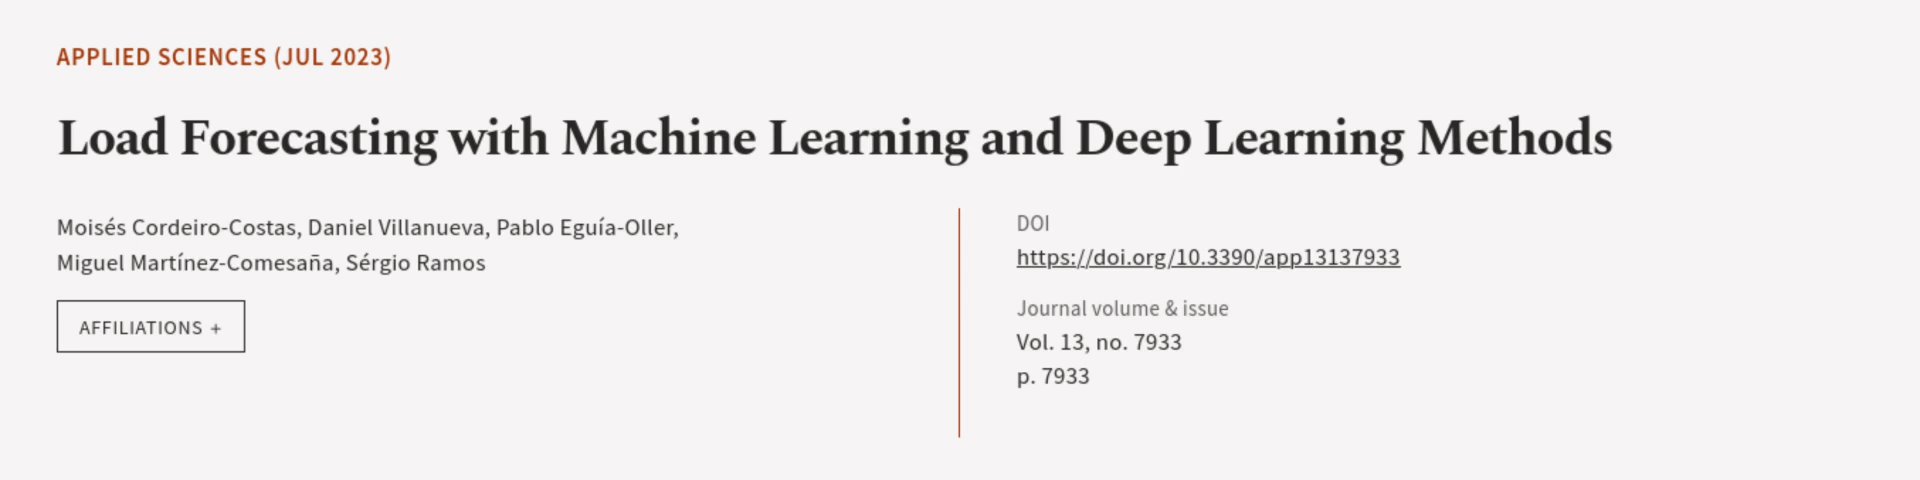 APPLIED SCIENCES (JUL 2023)
Load Forecasting with Machine Learning and Deep Learning Methods
Moisés Cordeiro-Costas, Daniel Villanueva, Pablo Eguía-Oller,
Miguel Martínez-Comesaña, Sérgio Ramos
AFFILIATIONS +
DOI
https://doi.org/10.3390/app13137933
Journal volume & issue
Vol. 13, no. 7933
p. 7933